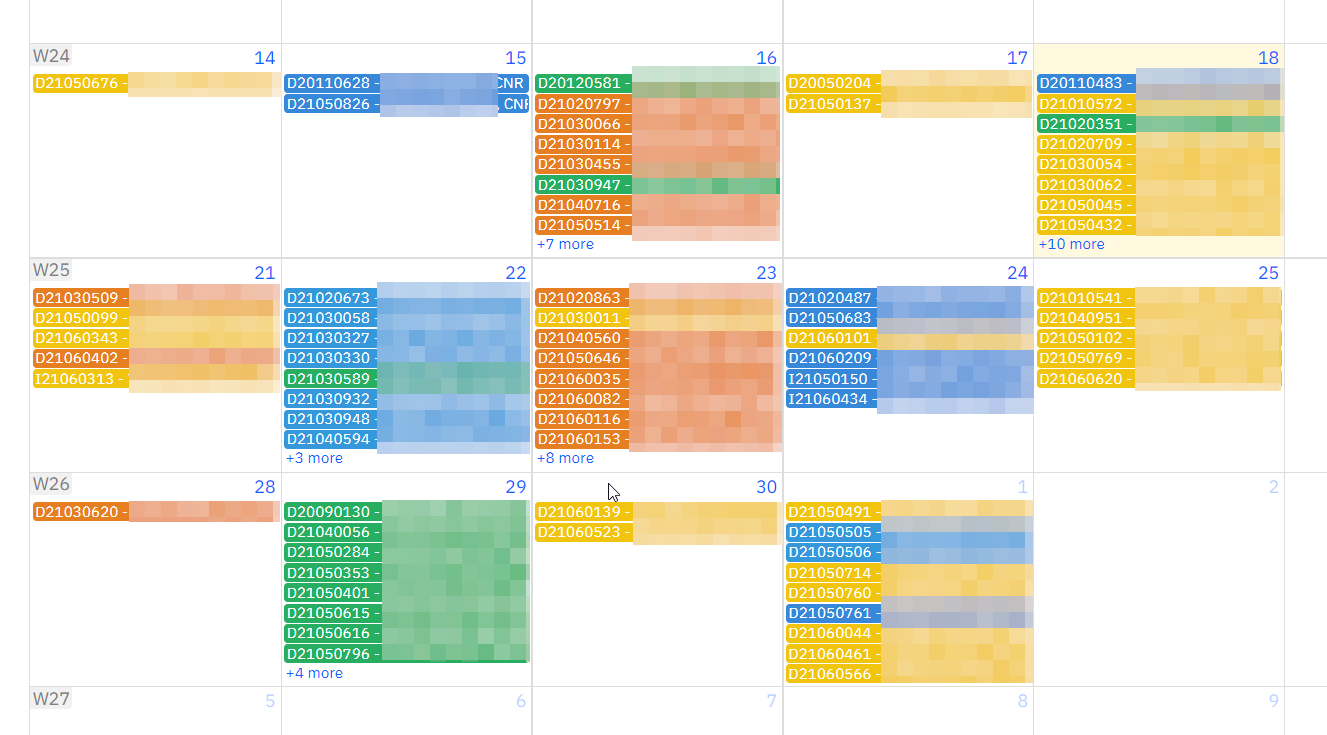 W24 14 15 16 17 18
D21050676 -
D20110628 - CNR
D21050826 - CNR
D20120581 -
D21020797 -
D21030066 -
D21030114 -
D21030455 -
D21030947 -
D21040716 -
D21050514 -
+7 more
D20050204 -
D21050137 -
D20110483 -
D21010572 -
D21020351 -
D21020709 -
D21030054 -
D21030062 -
D21050045 -
D21050432 -
+10 more
W25 21 22 23 24 25
D21030509 -
D21050099 -
D21060343 -
D21060402 -
I21060313 -
D21020673
D21030058 -
D21030327 -
D21030330 -
D21030589 -
D21030932 -
D21030948 -
D21040594 -
+3 more
D21020863
D21030011 -
D21040560
D21050646 -
D21060035 -
D21060082 -
D21060116 -
D21060153 -
+8 more
D21020487 -
D21050683 -
D21060101
D21060209
I21050150 -
I21060434 -
D21010541 -
D21040951 -
D21050102 -
D21050769 -
D21060620 -
W26 28 29 30 1 2
D21030620 -
D20090130 -
D21040056 -
D21050284 -
D21050353 -
D21050401 -
D21050615 -
D21050616 -
D21050796 -
+4 more
D21060139 -
D21060523 -
D21050491 -
D21050505 -
D21050506 -
D21050714 -
D21050760 -
D21050761 -
D21060044 -
D21060461 -
D21060566 -
W27 5 6 7 8 9